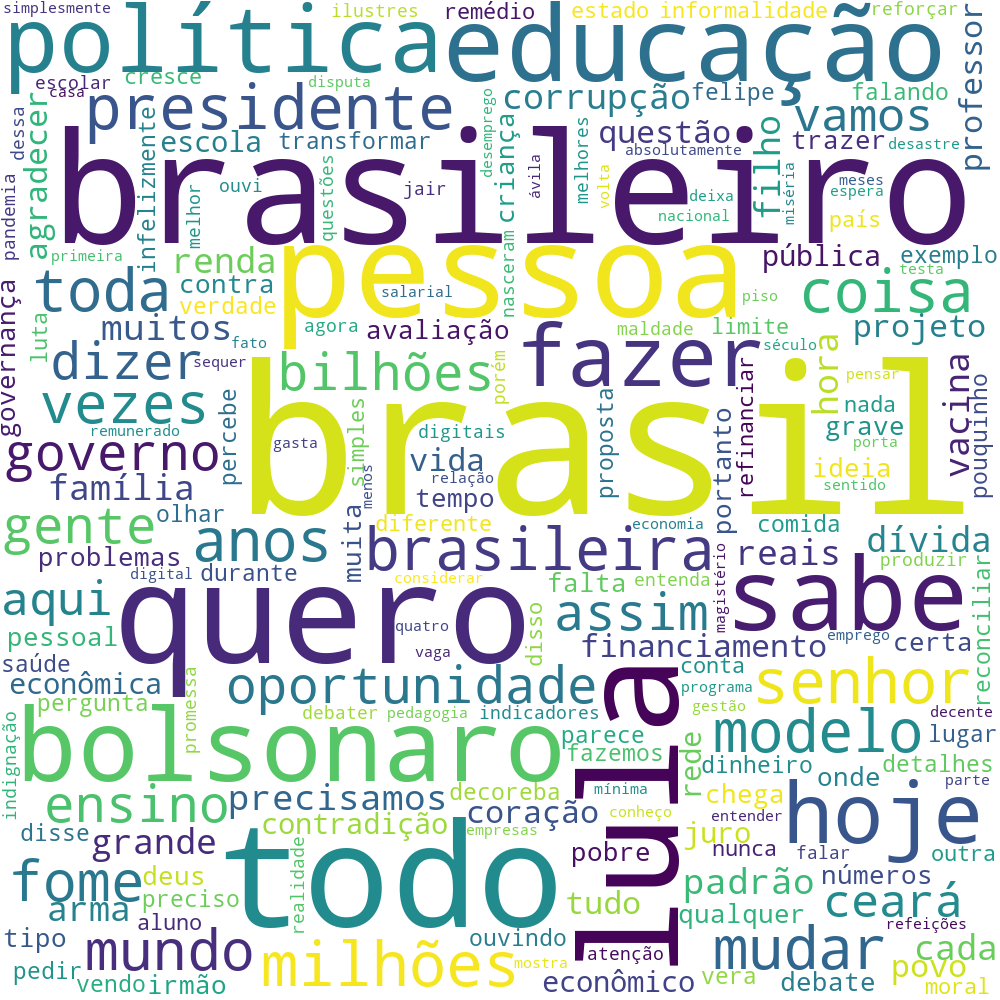 simplesmente
política
ilustres
remédio
estado
informalidade
reforçar
educação
professor
escolar
cresce
disputa
casa
dessa
presidente
corrupção
felipe
falando
vamos
agradecer
escola
infelizmente
transformar
desemprego
criança
questão
absolutamente
trazer
filho
desastre
pandemia
melhor
ouvi
questões
jair
ávila
melhores
volta
deixa
nacional
miséria
meses
espera
país
brasileiro
primeira
renda
pessoa
nasceram
pública
exemplo
testa
toda
contra
verdade
salarial
piso
coisa
governança
luta
muitos
fato
agora
avaliação
maldade
limite
século
projeto
dizer
sequer
bilhões
porém
fazer
hora
pensar
vezes
percebe
simples
digitais
proposta
refinanciar
nada
vacina
remunerado
gasta
vida
brasil
portanto
grave
porta
pouquinho
governo
menos
relação
tempo
ideia
sentido
família
olhar
muita
diferente
economia
comida
gente
anos
brasileira
magistério
reais
dívida
problemas
digital
durante
considerar
falta
entenda
produzir
aqui
quero
quatro
assim
sabe
reconciliar
pessoal
vaga
disso
financiamento
emprego
certa
saúde
econômica
oportunidade
lula
conta
programa
senhor
pergunta
promessa
debater
pedagogia
indicadores
gestão
decente
indignação
bolsonaro
parece
fazemos
rede
modelo
lugar
dinheiro
onde
detalhes
ensino
precisamos
decoreba
mínima
chega
parte
disse
grande
contradição
coração
empresas
conheço
juro
entender
hoje
nunca
falar
outra
fome
deus
realidade
todo
pobre
padrão
números
arma
preciso
tudo
qualquer
ceará
tipo
aluno
ouvindo
atenção
refeições
mundo
milhões
mostra
mudar
cada
pedir
vendo
irmão
econômico
vera
debate
povo
moral